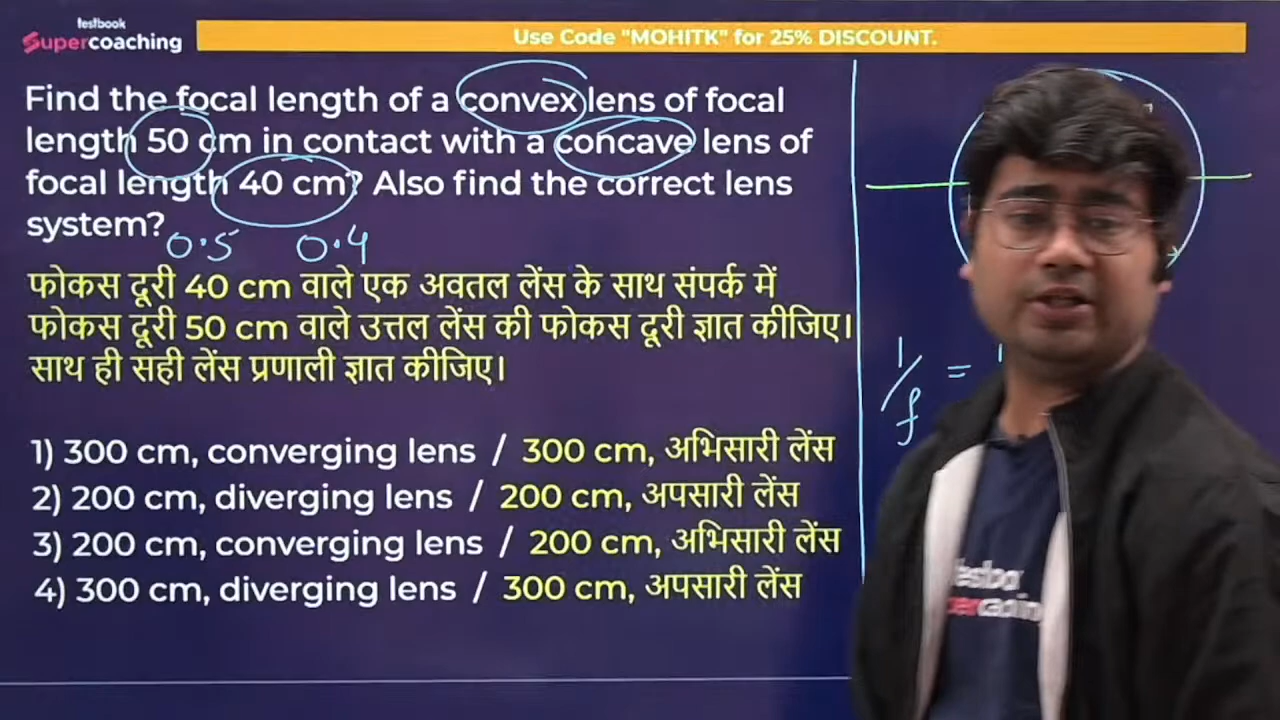 testbook
Supercoaching
Use Code "MOHITK" for 25% DISCOUNT.
Find the focal length of a convex lens of focal
length 50 cm in contact with a concave lens of
focal length 40 cm? Also find the correct lens
system?
0.5 0.4
फोकस दूरी 40 cm वाले एक अवतल लेंस के साथ संपर्क में
फोकस दूरी 50 cm वाले उत्तल लेंस की फोकस दूरी ज्ञात कीजिए।
साथ ही सही लेंस प्रणाली ज्ञात कीजिए।
1/f =
1) 300 cm, converging lens / 300 cm, अभिसारी लेंस
2) 200 cm, diverging lens / 200 cm, अपसारी लेंस
3) 200 cm, converging lens / 200 cm, अभिसारी लेंस
4) 300 cm, diverging lens / 300 cm, अपसारी लेंस